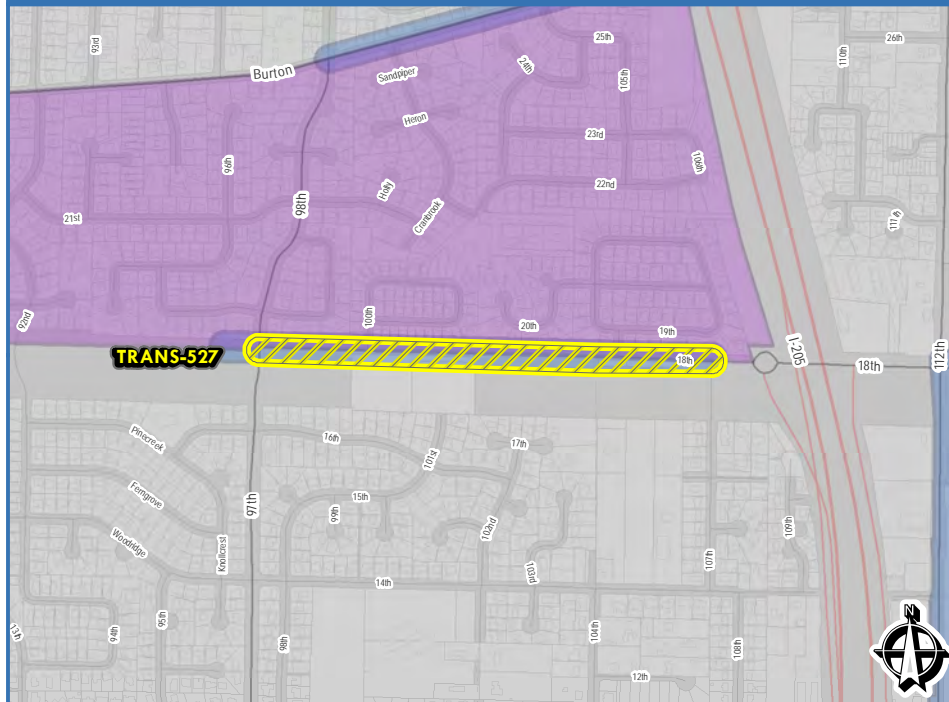 93rd
25th
26th
110th
24th
Burton
Sandpiper
105th
Heron
23rd
106th
96th
22nd
Holly
98th
21st
Cranbrook
111th
92nd
100th
20th
19th
I-205
112th
TRANS-527
18th
18th
Pinecreek
16th
17th
101st
Ferngrove
15th
97th
99th
102nd
109th
Woodridge
Knollcrest
103rd
107th
14th
N
13th
94th
95th
98th
104th
108th
12th